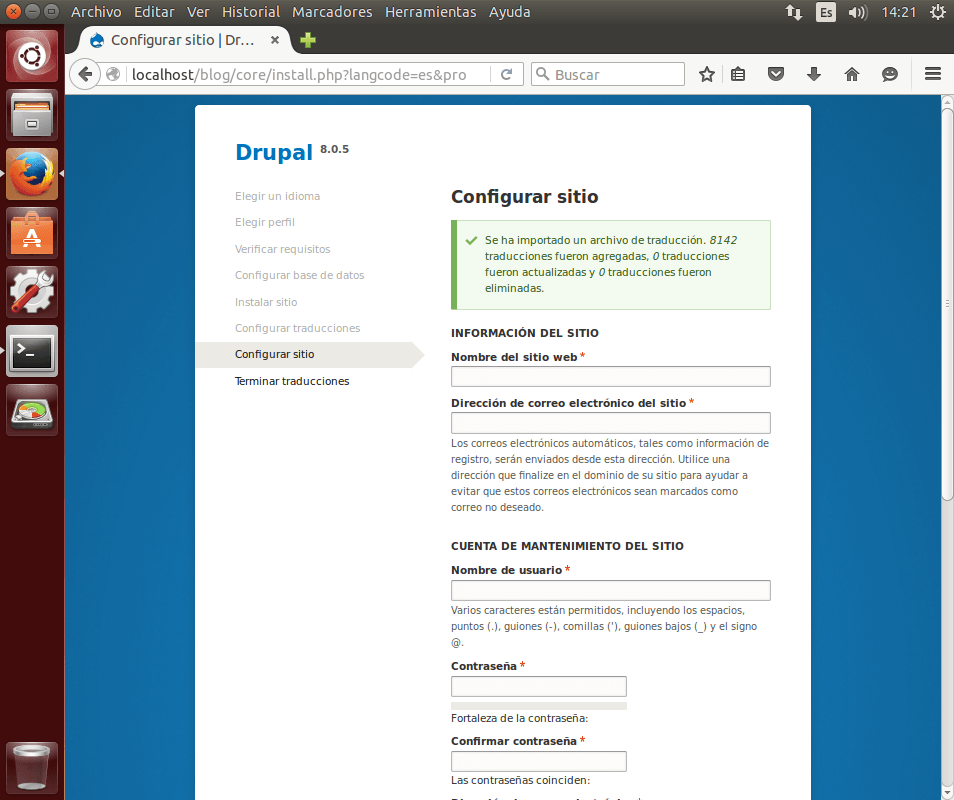 Archivo Editar Ver Historial Marcadores Herramientas Ayuda
Es
14:21
Configurar sitio | Dr...
localhost/blog/core/install.php?langcode=es&pro
Buscar
Drupal 8.0.5
Elegir un idioma
Elegir perfil
Verificar requisitos
Configurar base de datos
Instalar sitio
Configurar traducciones
Configurar sitio
Terminar traducciones
Configurar sitio
Se ha importado un archivo de traducción. 8142
traducciones fueron agregadas, 0 traducciones
fueron actualizadas y 0 traducciones fueron
eliminadas.
INFORMACIÓN DEL SITIO
Nombre del sitio web *
Dirección de correo electrónico del sitio *
Los correos electrónicos automáticos, tales como información de
registro, serán enviados desde esta dirección. Utilice una
dirección que finalize en el dominio de su sitio para ayudar a
evitar que estos correos electrónicos sean marcados como
correo no deseado.
CUENTA DE MANTENIMIENTO DEL SITIO
Nombre de usuario *
Varios caracteres están permitidos, incluyendo los espacios,
puntos (.), guiones (-), comillas ('), guiones bajos (_) y el signo
@.
Contraseña *
Fortaleza de la contraseña:
Confirmar contraseña *
Las contraseñas coinciden: